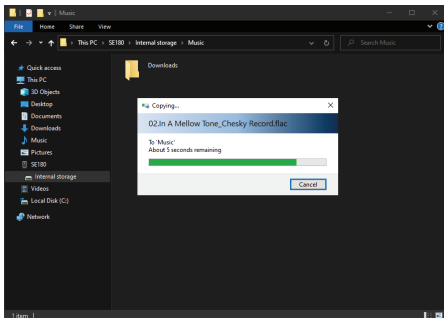 Music
File Home Share View
This PC › SE180 › Internal storage › Music
Search Music
Quick access
This PC
3D Objects
Desktop
Documents
Downloads
Music
Pictures
SE180
Internal storage
Videos
Local Disk (C:)
Network
Downloads
Copying...
02.In A Mellow Tone_Chesky Record.flac
To 'Music'
About 5 seconds remaining
Cancel
1 item